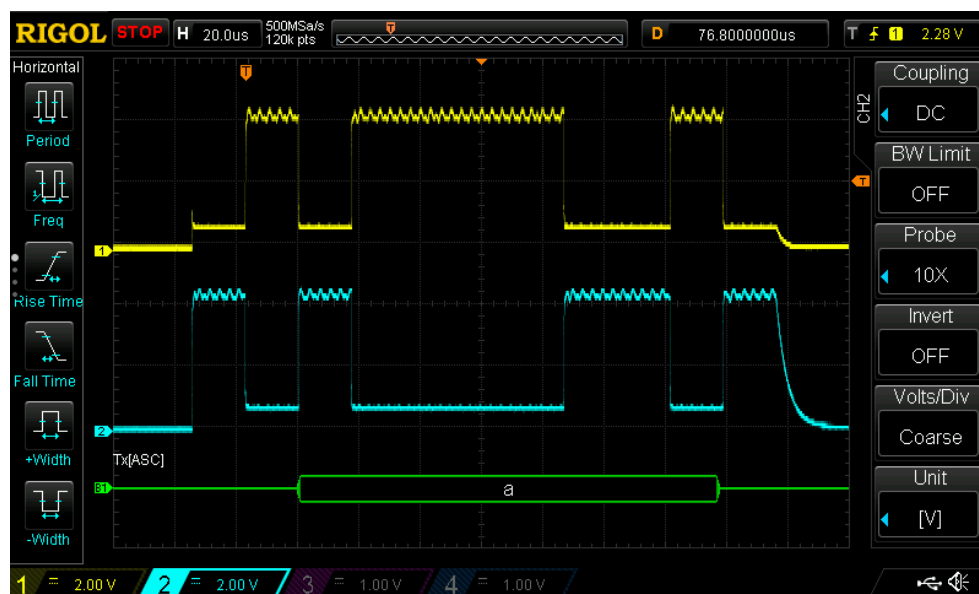 RIGOL STOP H 20.0us 500MSa/s 120k pts D 76.8000000us T 1 2.28 V
Horizontal
Period
Freq
Rise Time
Fall Time
+Width
-Width
T
T
1
2
Tx[ASC]
B1
a
CH2
Coupling
DC
BW Limit
OFF
Probe
10X
Invert
OFF
Volts/Div
Coarse
Unit
[V]
1 = 2.00 V 2 = 2.00 V 3 = 1.00 V 4 = 1.00 V